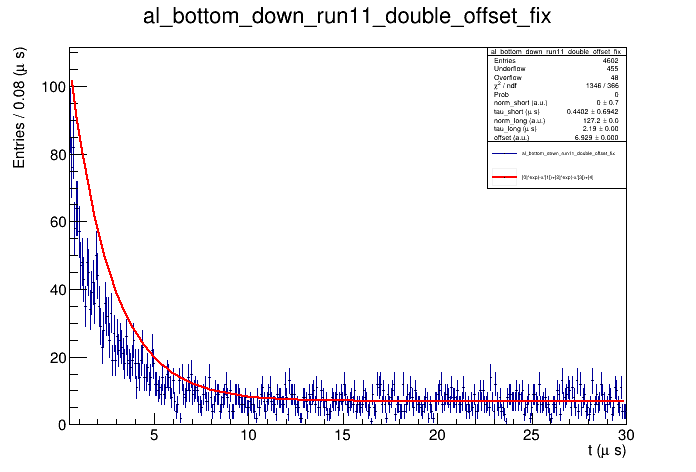 al_bottom_down_run11_double_offset_fix
Entries / 0.08 (μ s)
al_bottom_down_run11_double_offset_fix
Entries 4602
Underflow 455
Overflow 48
χ² / ndf 1346 / 366
Prob 0
norm_short (a.u.) 0 ± 0.7
tau_short (μ s) 0.4402 ± 0.6942
norm_long (a.u.) 127.2 ± 0.0
tau_long (μ s) 2.19 ± 0.00
offset (a.u.) 6.929 ± 0.000
al_bottom_down_run11_double_offset_fix
100
80
60
40
20
0
5 10 15 20 25 30
t (μ s)